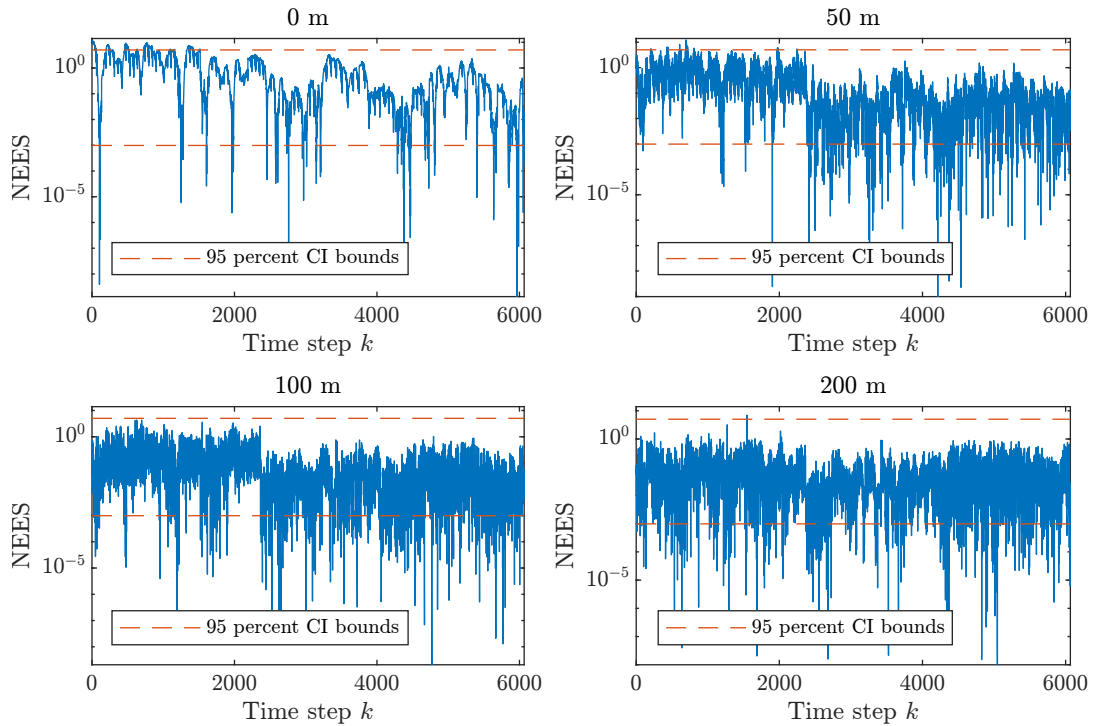 0 m
NEES
10^0
10^-5
95 percent CI bounds
0 2000 4000 6000
Time step k
50 m
NEES
10^0
10^-5
95 percent CI bounds
0 2000 4000 6000
Time step k
100 m
NEES
10^0
10^-5
95 percent CI bounds
0 2000 4000 6000
Time step k
200 m
NEES
10^0
10^-5
95 percent CI bounds
0 2000 4000 6000
Time step k